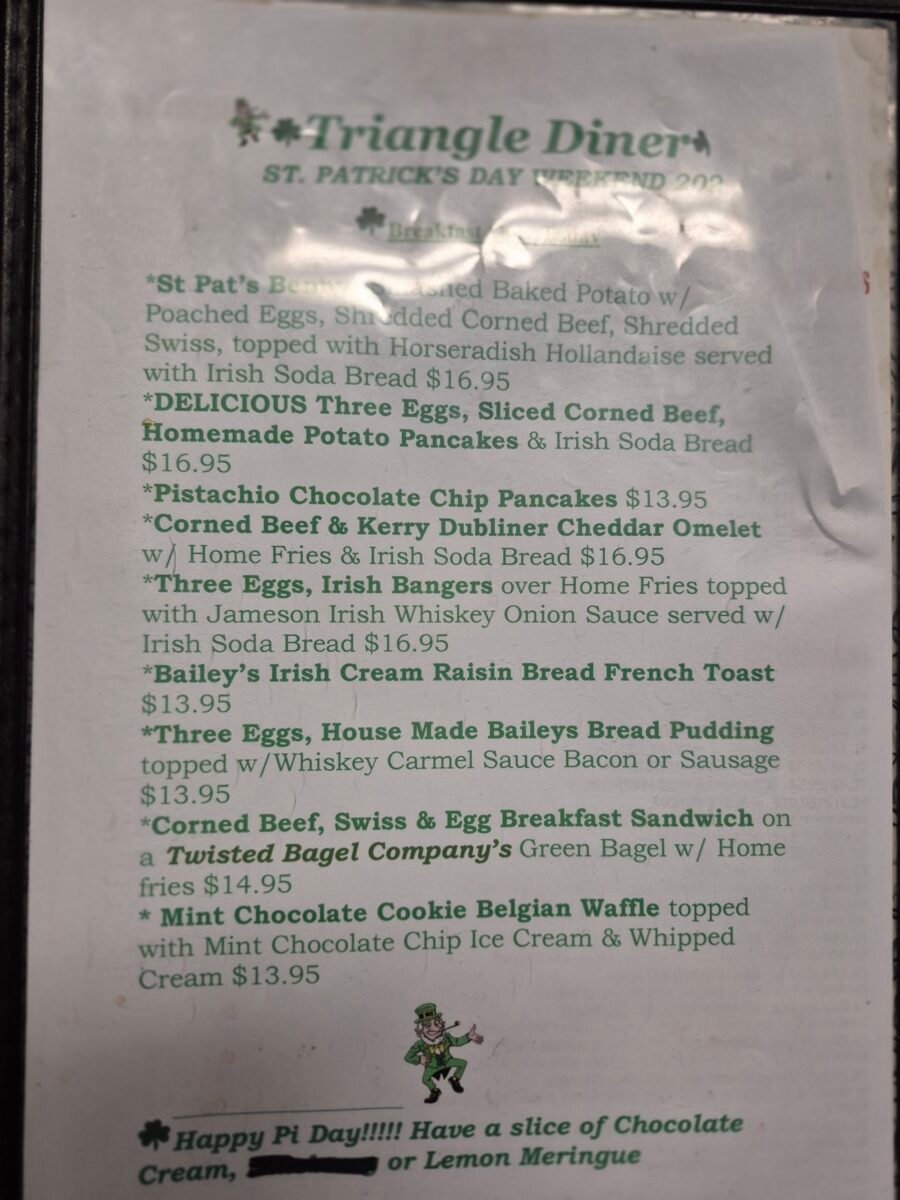 Triangle Diner
ST. PATRICK'S DAY WEEKEND
Breakfast
*St Pat's Baked Potato w/
Poached Eggs, Shredded Corned Beef, Shredded
Swiss, topped with Horseradish Hollandaise served
with Irish Soda Bread $16.95
*DELICIOUS Three Eggs, Sliced Corned Beef,
Homemade Potato Pancakes & Irish Soda Bread
$16.95
*Pistachio Chocolate Chip Pancakes $13.95
*Corned Beef & Kerry Dubliner Cheddar Omelet
w/ Home Fries & Irish Soda Bread $16.95
*Three Eggs, Irish Bangers over Home Fries topped
with Jameson Irish Whiskey Onion Sauce served w/
Irish Soda Bread $16.95
*Bailey's Irish Cream Raisin Bread French Toast
$13.95
*Three Eggs, House Made Baileys Bread Pudding
topped w/Whiskey Carmel Sauce Bacon or Sausage
$13.95
*Corned Beef, Swiss & Egg Breakfast Sandwich on
a Twisted Bagel Company's Green Bagel w/ Home
fries $14.95
* Mint Chocolate Cookie Belgian Waffle topped
with Mint Chocolate Chip Ice Cream & Whipped
Cream $13.95
Happy Pi Day!!!!! Have a slice of Chocolate
Cream, or Lemon Meringue